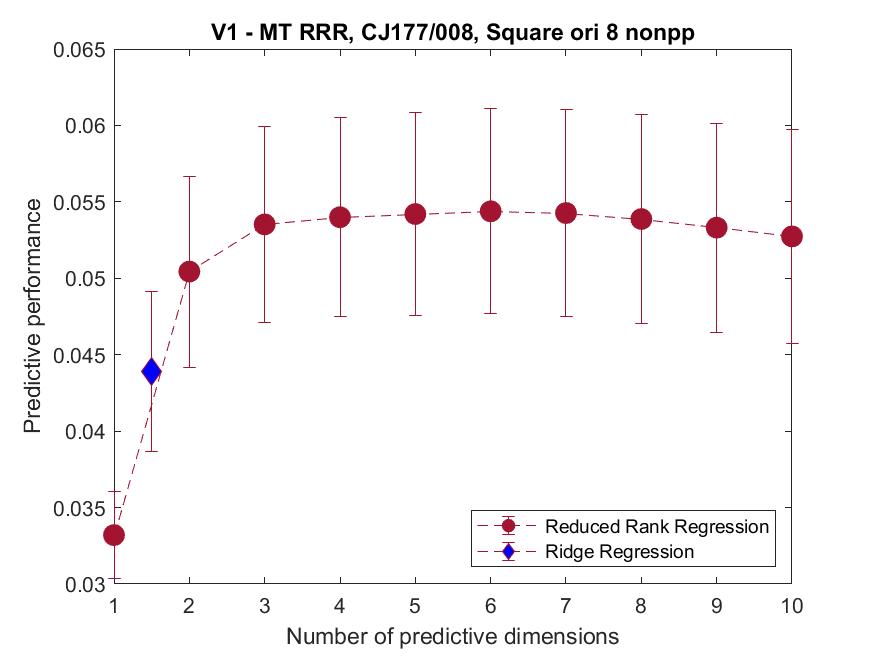 V1 - MT RRR, CJ177/008, Square ori 8 nonpp
0.065
0.06
0.055
0.05
0.045
0.04
0.035
0.03
Predictive performance
1 2 3 4 5 6 7 8 9 10
Number of predictive dimensions
Reduced Rank Regression
Ridge Regression